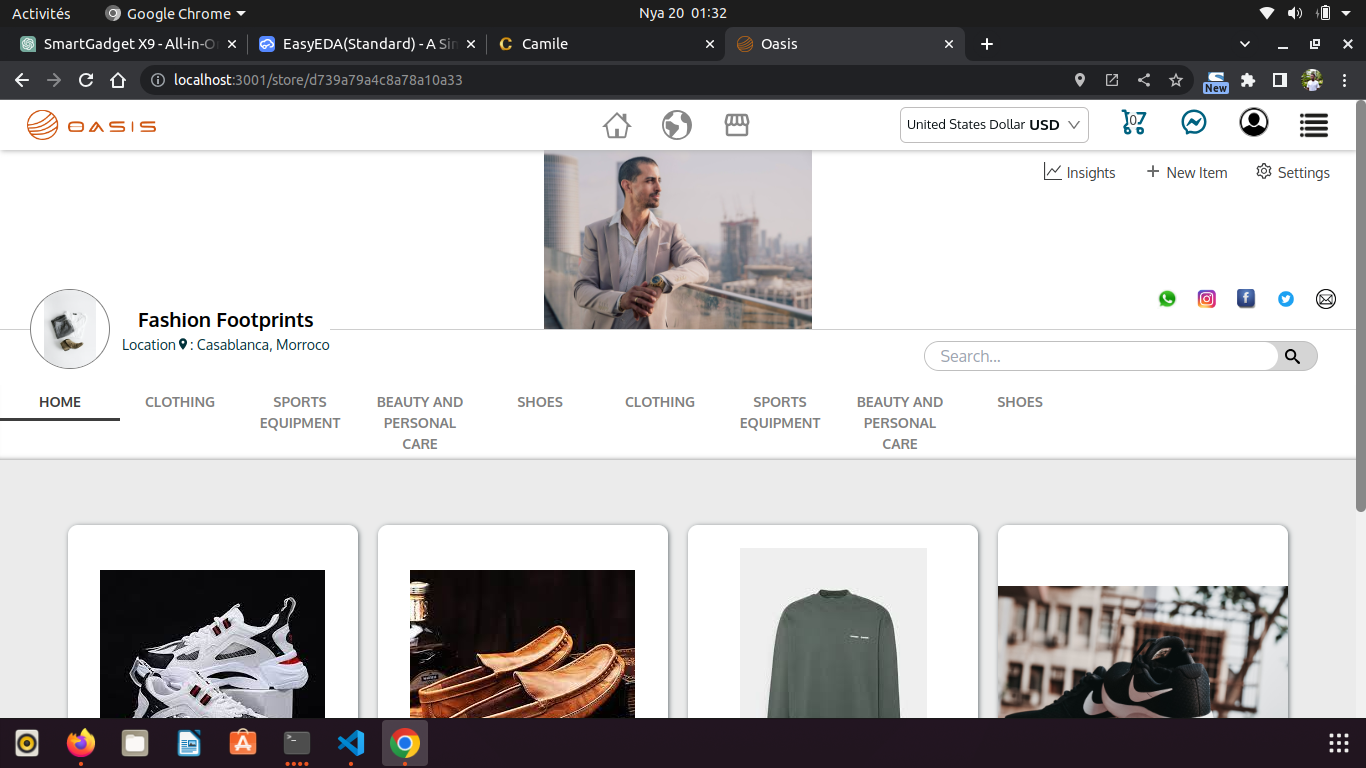 Activités Google Chrome Nya 20 01:32
SmartGadget X9 - All-in-O EasyEDA(Standard) - A Sim Camile Oasis
localhost:3001/store/d739a79a4c8a78a10a33 New
OASIS United States Dollar USD 0
Insights New Item Settings
Fashion Footprints
Location : Casablanca, Morroco
Search...
HOME CLOTHING SPORTS EQUIPMENT BEAUTY AND PERSONAL CARE SHOES CLOTHING SPORTS EQUIPMENT BEAUTY AND PERSONAL CARE SHOES